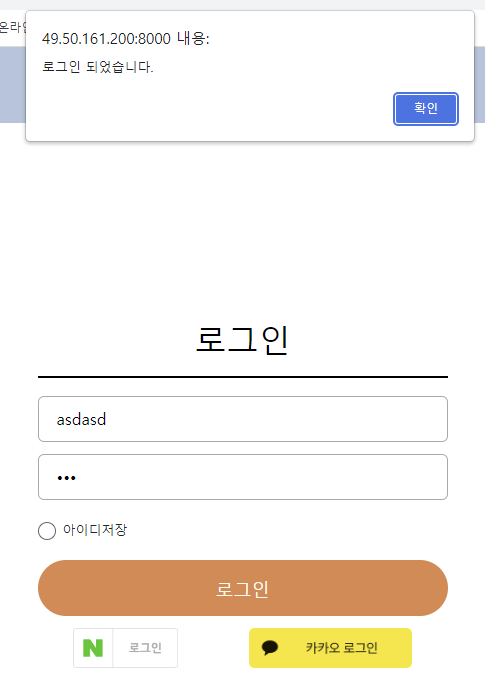 49.50.161.200:8000 내용:
로그인 되었습니다.
확인
로그인
asdasd
•••
아이디저장
로그인
N 로그인
카카오 로그인